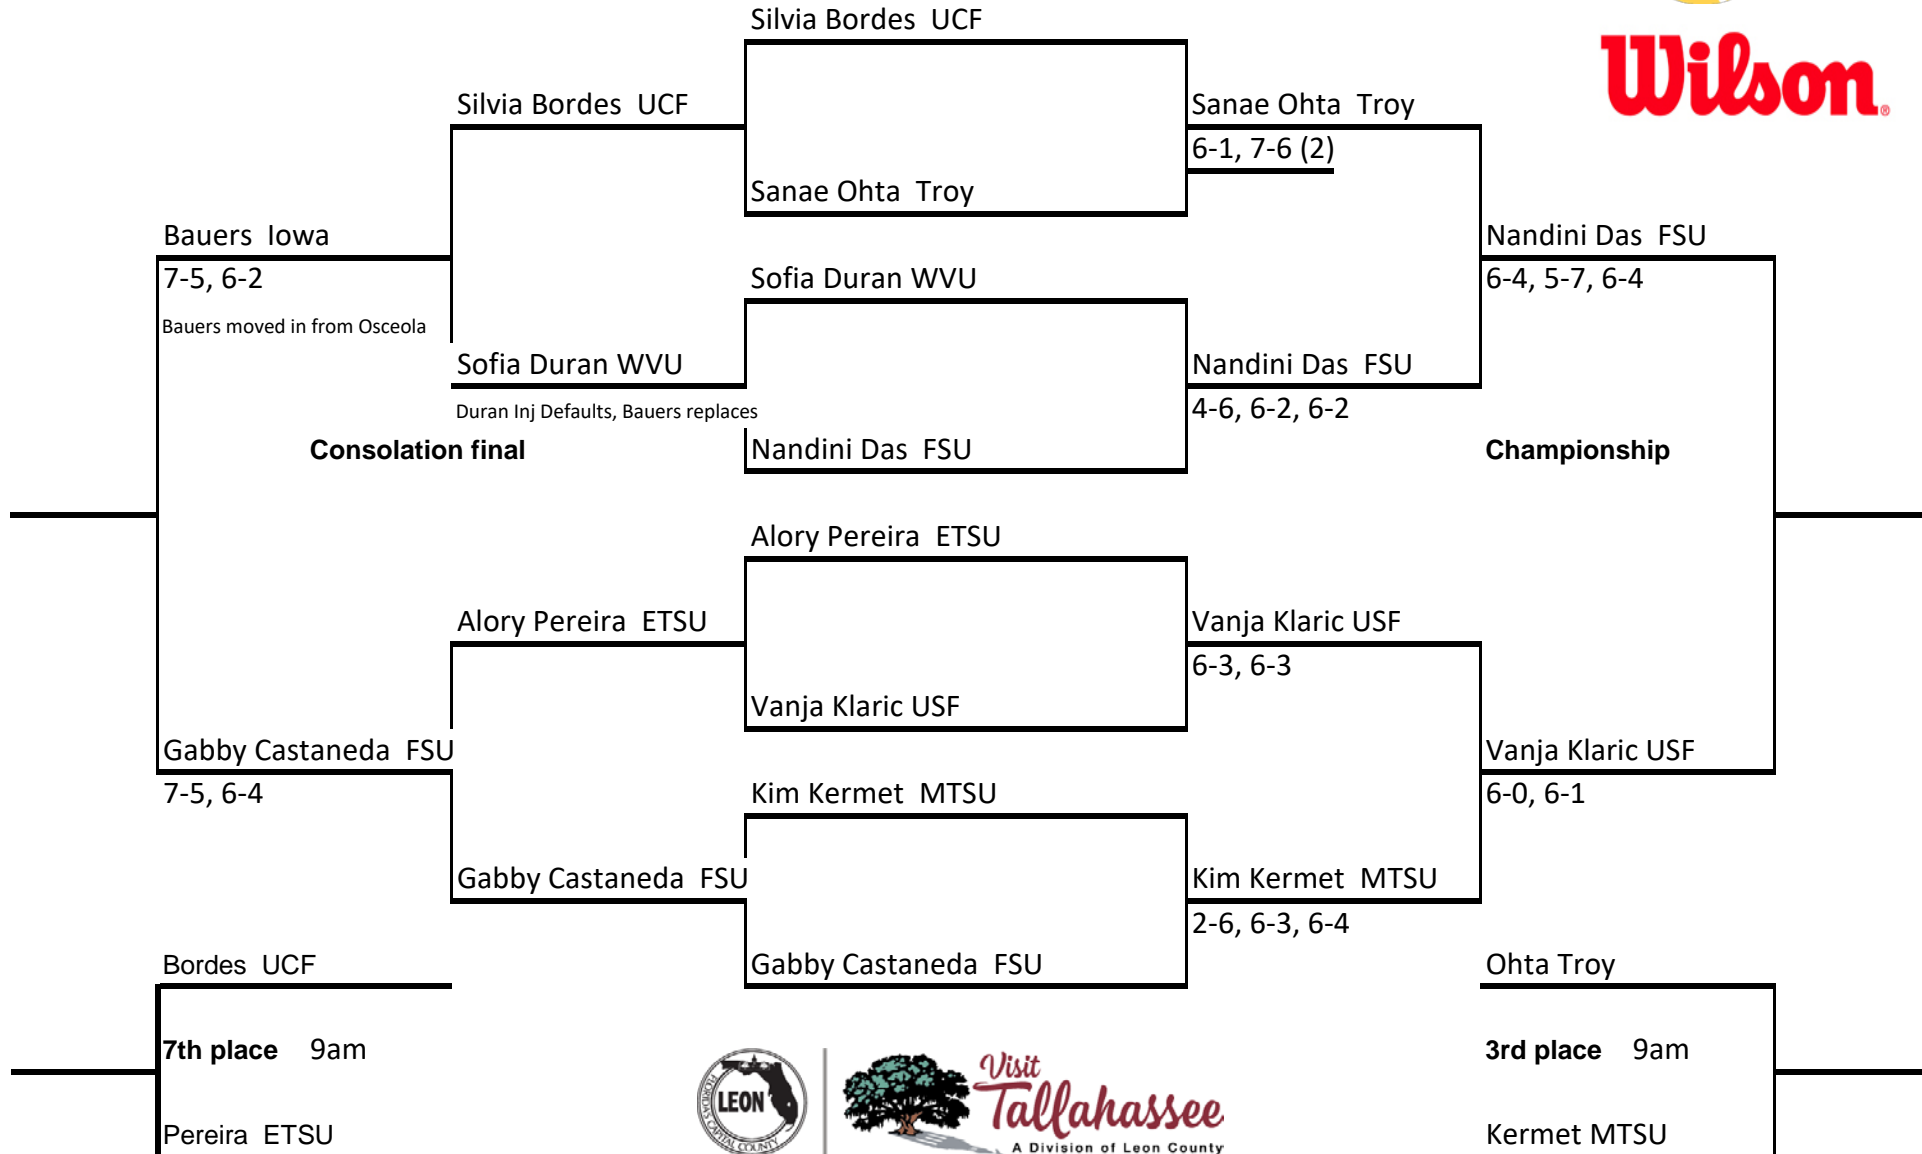 Silvia Bordes  UCF
Wilson®
Silvia Bordes  UCF
Sanae Ohta  Troy
6-1, 7-6 (2)
Sanae Ohta  Troy
Bauers  Iowa
Nandini Das  FSU
7-5, 6-2
Sofia Duran WVU
6-4, 5-7, 6-4
Bauers moved in from Osceola
Sofia Duran WVU
Nandini Das  FSU
Duran Inj Defaults, Bauers replaces
4-6, 6-2, 6-2
Consolation final
Nandini Das  FSU
Championship
Alory Pereira  ETSU
Alory Pereira  ETSU
Vanja Klaric USF
6-3, 6-3
Vanja Klaric USF
Gabby Castaneda  FSU
Vanja Klaric USF
7-5, 6-4
Kim Kermet  MTSU
6-0, 6-1
Gabby Castaneda  FSU
Kim Kermet  MTSU
2-6, 6-3, 6-4
Bordes  UCF
Gabby Castaneda  FSU
Ohta Troy
7th place    9am
3rd place    9am
LEON
FLORIDA'S CAPITAL COUNTY
Visit
Tallahassee
A Division of Leon County
Pereira  ETSU
Kermet MTSU